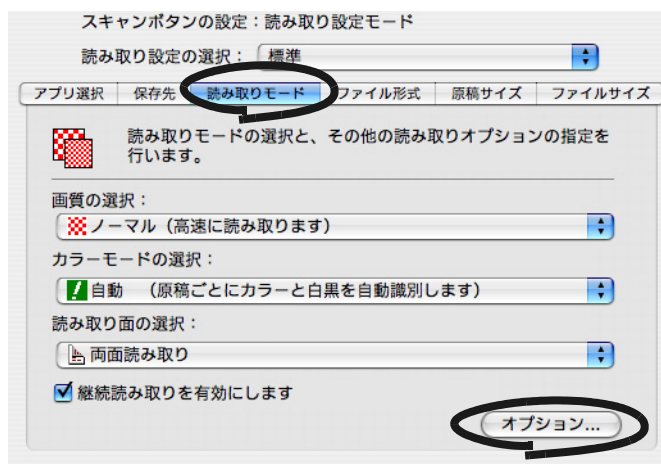 スキャンボタンの設定：読み取り設定モード
読み取り設定の選択： 標準
アプリ選択 保存先 読み取りモード ファイル形式 原稿サイズ ファイルサイズ
読み取りモードの選択と、その他の読み取りオプションの指定を
行います。
画質の選択：
ノーマル（高速に読み取ります）
カラーモードの選択：
自動 （原稿ごとにカラーと白黒を自動識別します）
読み取り面の選択：
両面読み取り
継続読み取りを有効にします
オプション...